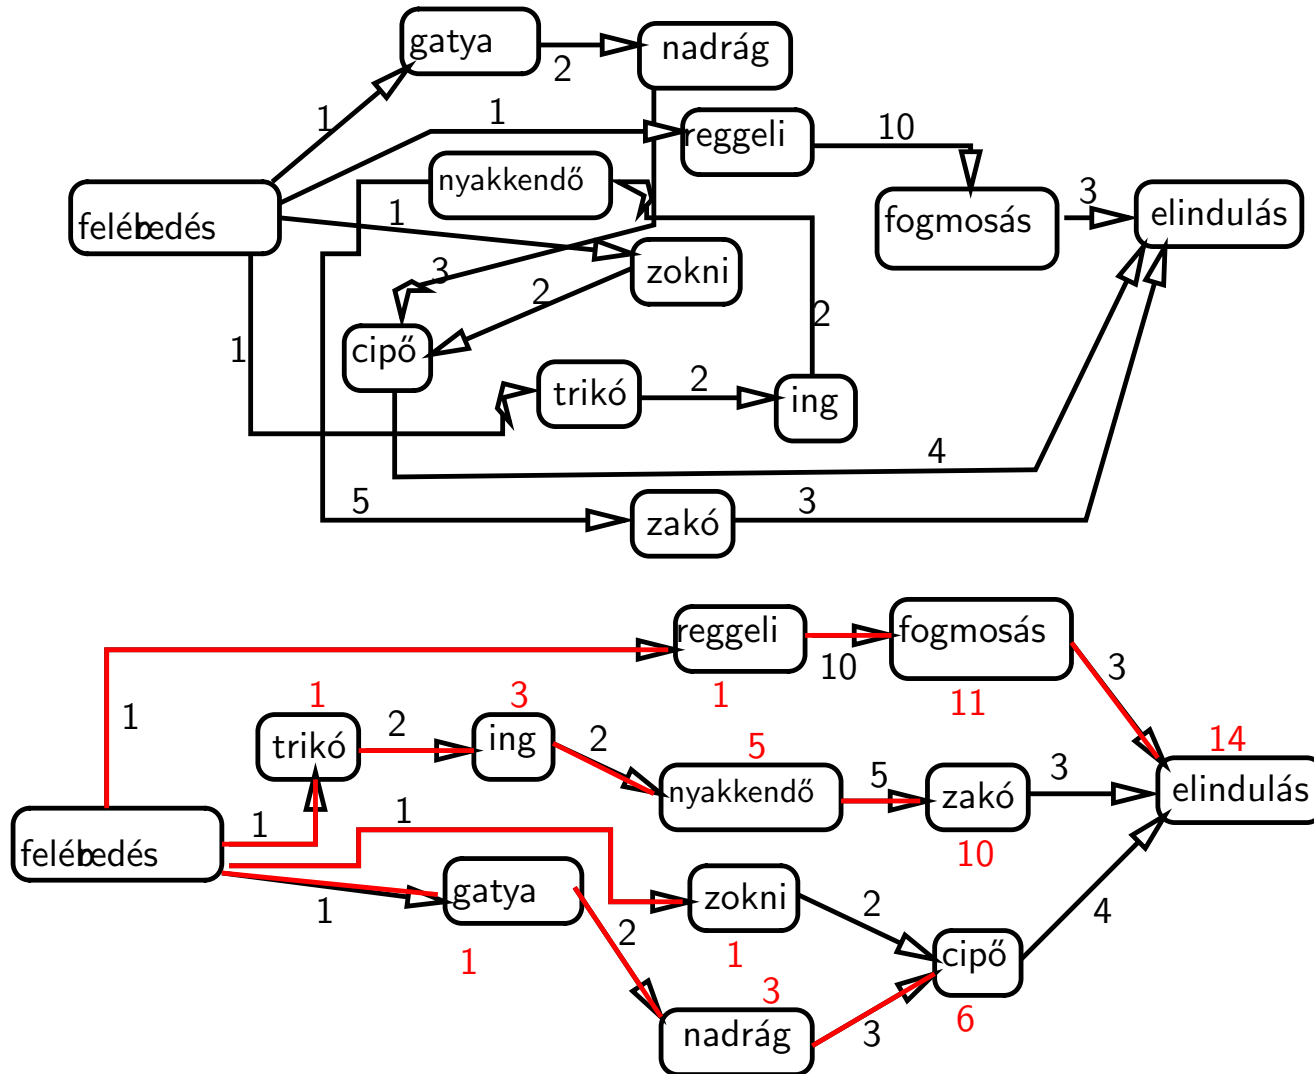 gatya
nadrág
2
1
1
reggeli
10
nyakkendő
3
elindulás
felébredés
1
fogmosás
zokni
3
2
2
cipő
1
trikó
2
ing
4
5
zakó
3
reggeli
fogmosás
10
3
1
1
11
1
3
2
trikó
ing
2
5
14
nyakkendő
5
zakó
3
elindulás
1
1
10
felébredés
gatya
zokni
2
1
2
4
1
1
cipő
3
6
nadrág
3